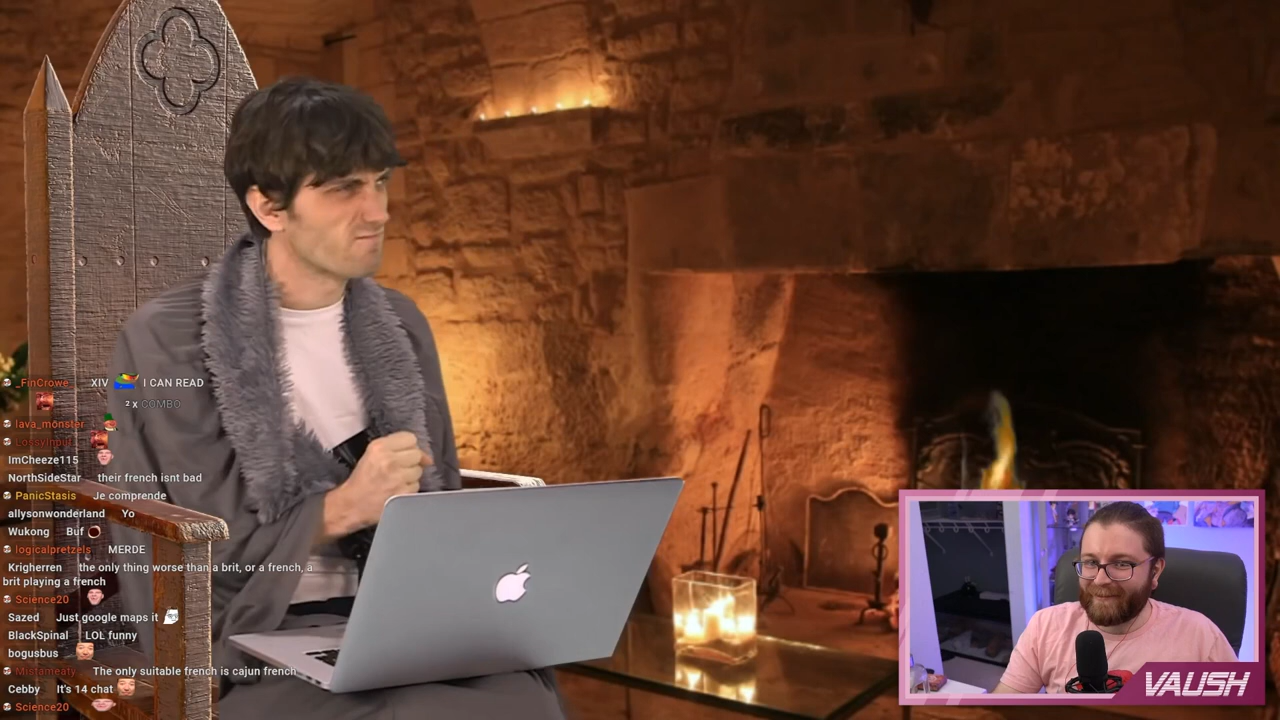 _FinCrowe XIV I CAN READ
2 x COMBO
lava_monster
LossyInput
ImCheeze115
NorthSideStar their french isnt bad
PanicStasis Je comprende
allysonwonderland Yo
Wukong Buf
logicalpretzels MERDE
Krigherren the only thing worse than a brit, or a french, a
brit playing a french
Science20
Sazed Just google maps it
BlackSpinal LOL funny
bogusbus
Mistameaty The only suitable french is cajun french
Cebby It's 14 chat
Science20
VAUSH